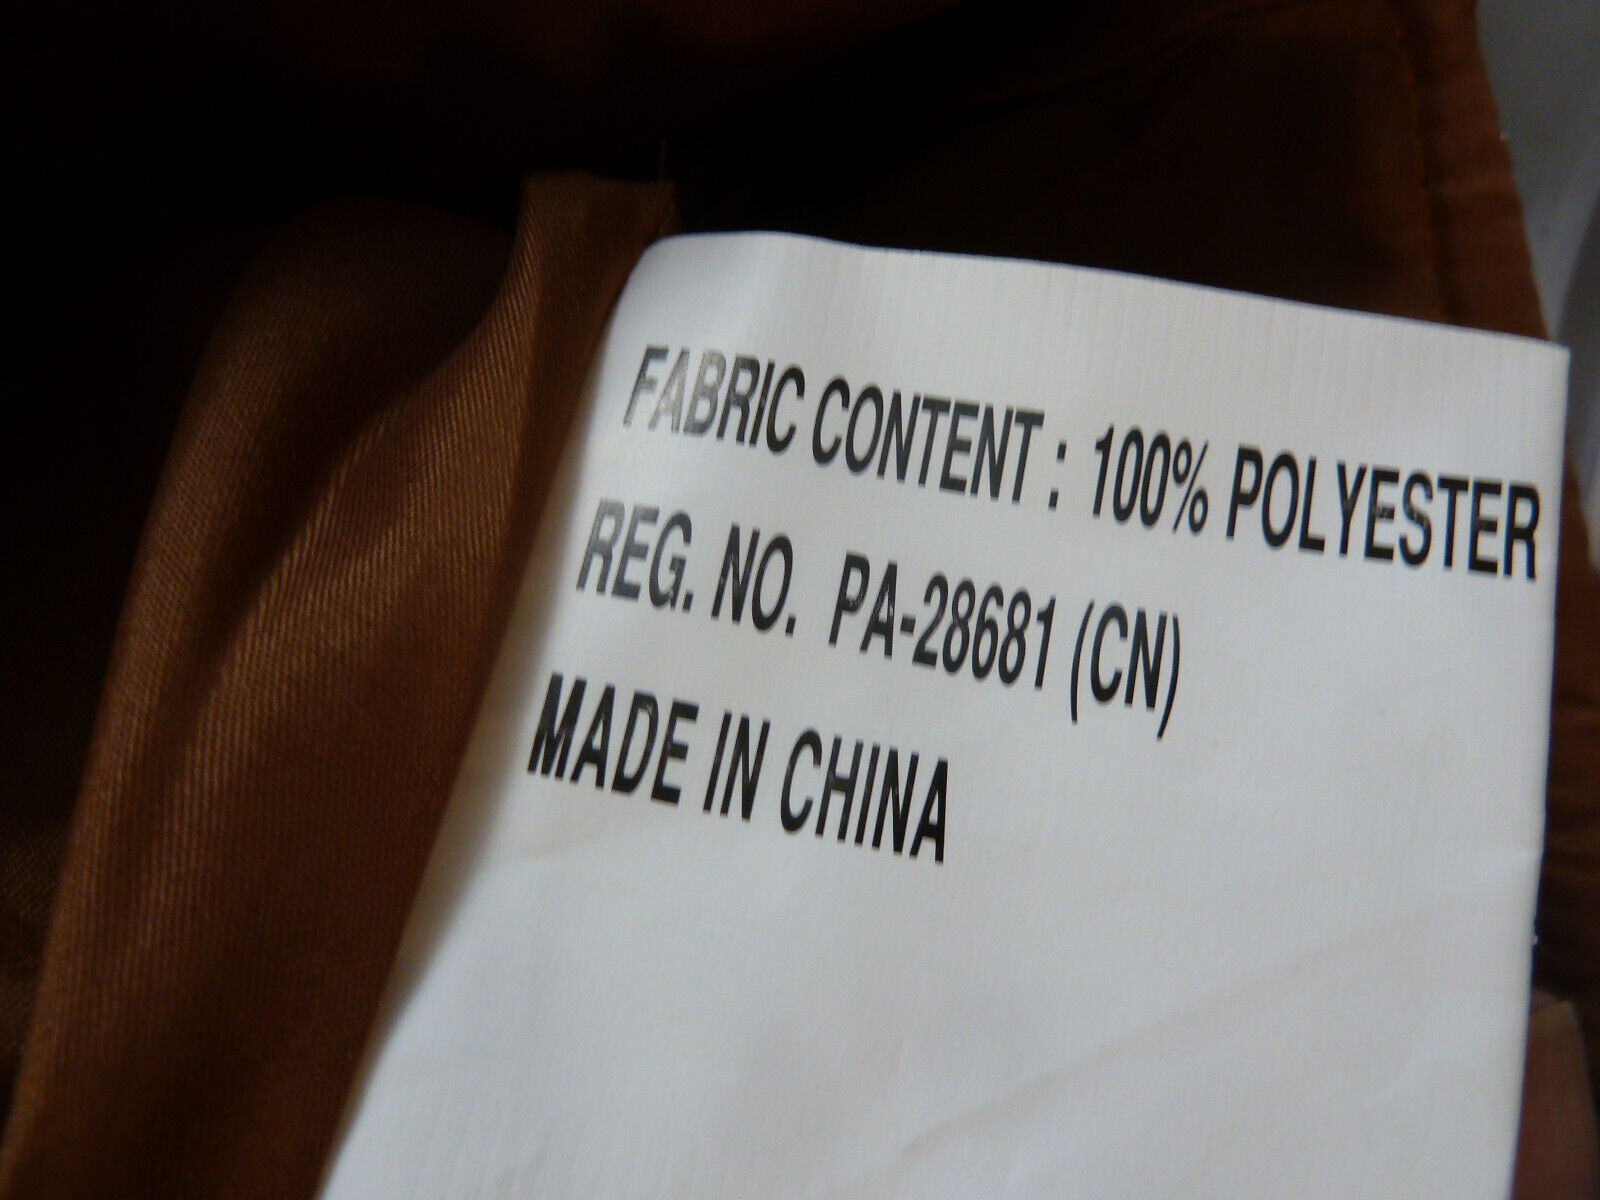 FABRIC CONTENT : 100% POLYESTER
REG. NO. PA-28681 (CN)
MADE IN CHINA